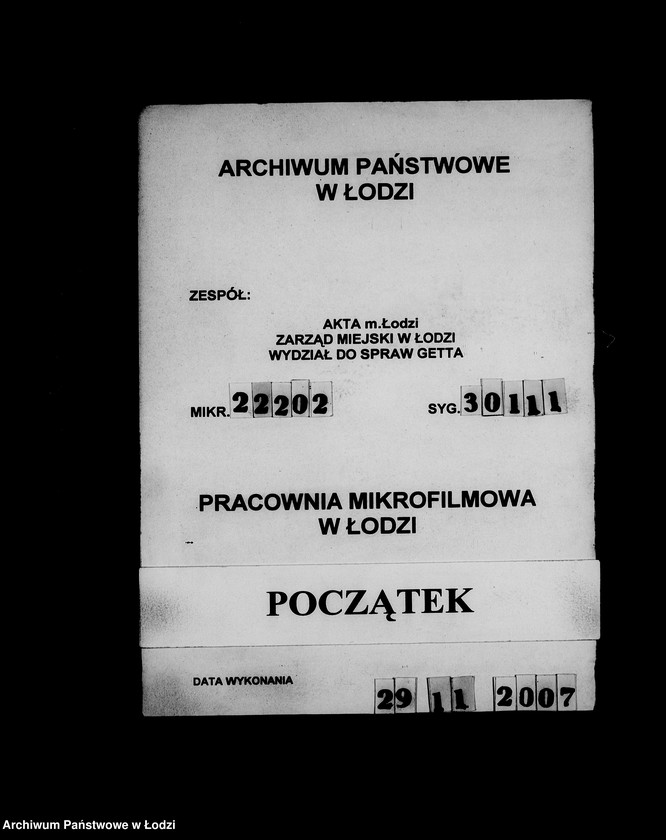 ARCHIWUM PAŃSTWOWE
W ŁODZI
ZESPÓŁ:
AKTA m.Łodzi
ZARZĄD MIEJSKI W ŁODZI
WYDZIAŁ DO SPRAW GETTA
MIKR. 22202 SYG. 30111
PRACOWNIA MIKROFILMOWA
W ŁODZI
POCZĄTEK
DATA WYKONANIA 29 11 2007
Archiwum Państwowe w Łodzi